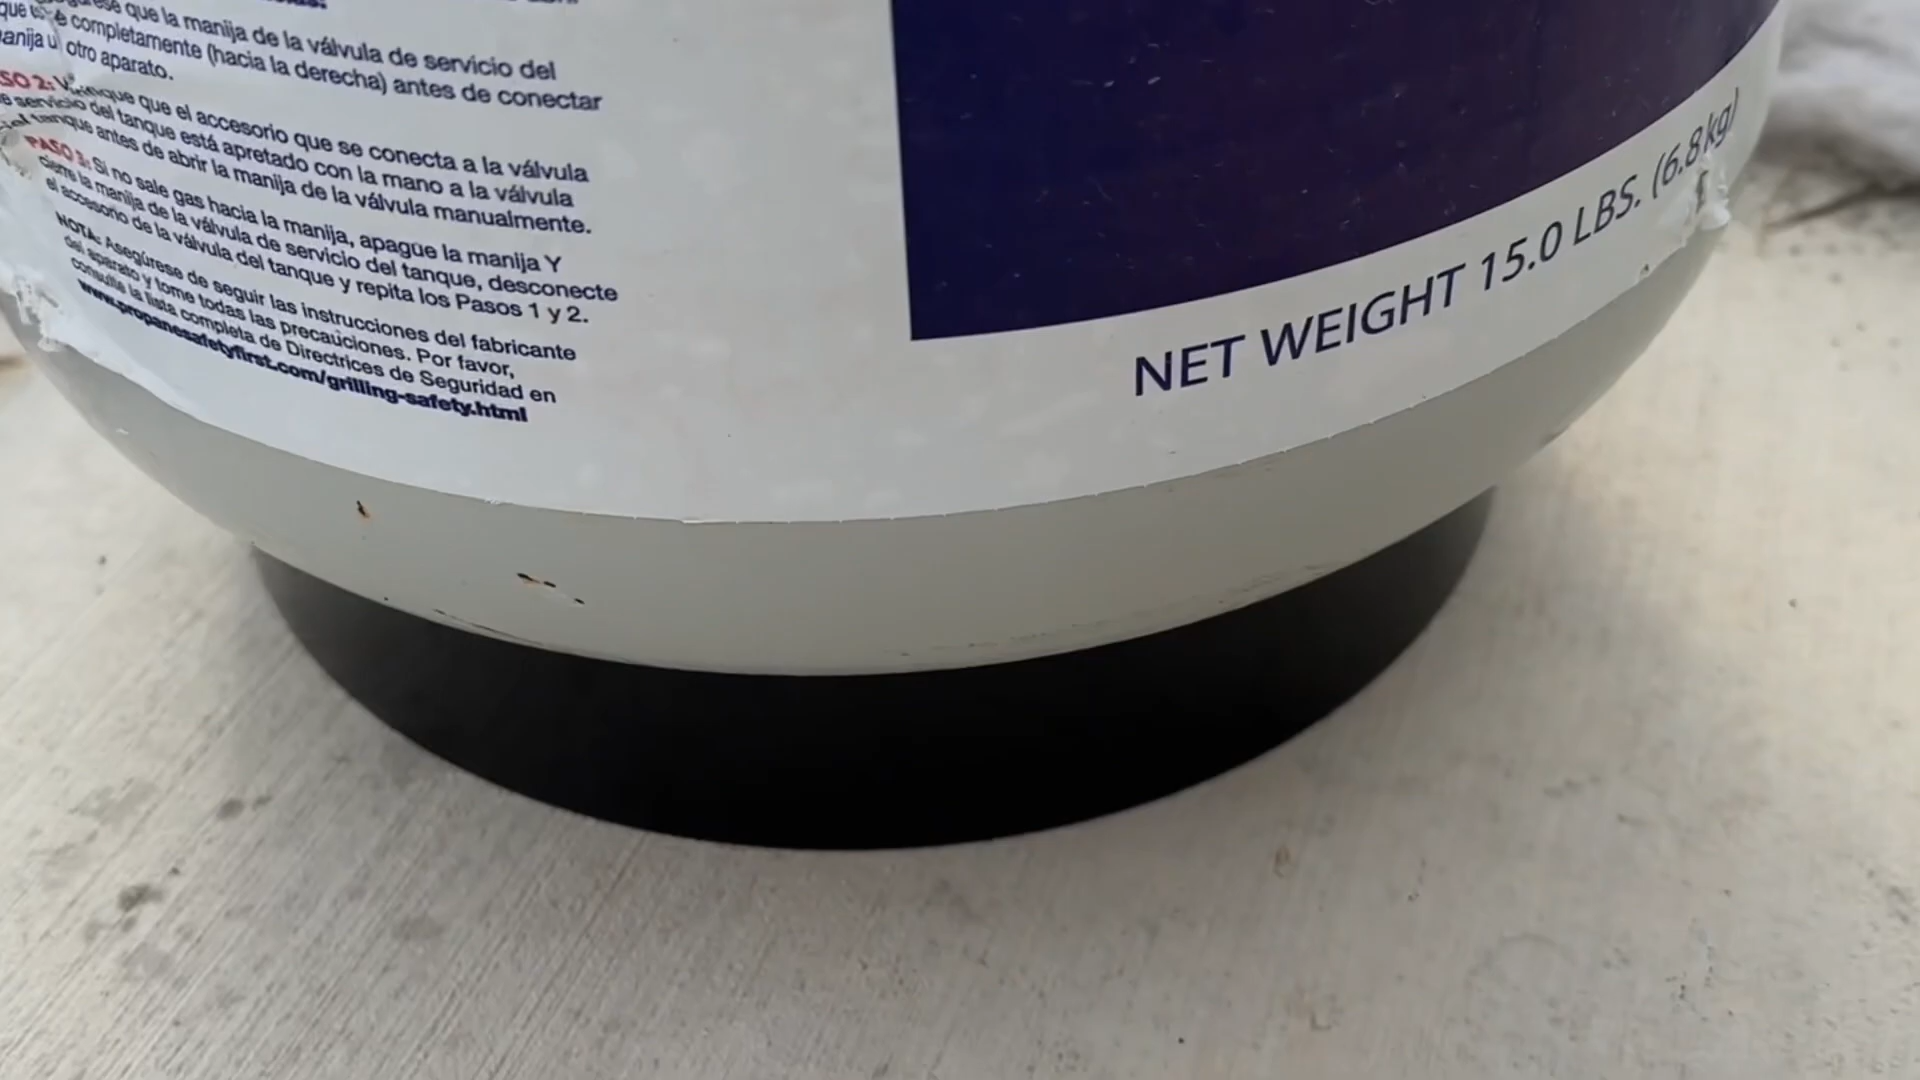 que la manija de la válvula de servicio del
completamente (hacia la derecha) antes de conectar
otro aparato.
que el accesorio que se conecta a la válvula
servicio del tanque está apretado con la mano a la válvula
tanque antes de abrir la manija de la válvula manualmente.
PASO 3: Si no sale gas hacia la manija, apague la manija Y
cierre la manija de la válvula de servicio del tanque, desconecte
el accesorio de la válvula del tanque y repita los Pasos 1 y 2.
NOTA: Asegúrese de seguir las instrucciones del fabricante
del aparato y tome todas las precauciones. Por favor,
consulte la lista completa de Directrices de Seguridad en
www.propanesafetyfirst.com/grilling-safety.html
NET WEIGHT 15.0 LBS. (6.8 kg)